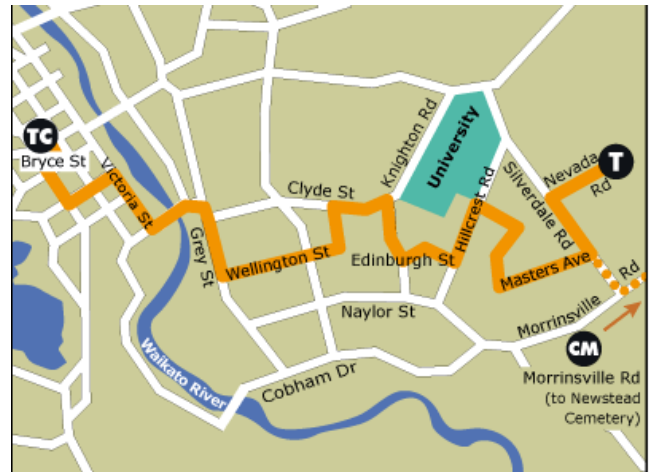 TC
Bryce St
Victoria St
Grey St
Wellington St
Clyde St
Knighton Rd
University
Hillcrest Rd
Edinburgh St
Silverdale Rd
Nevada
Rd
T
Masters Ave
Naylor St
Morrinsville
Rd
Waikato River
Cobham Dr
CM
Morrinsville Rd
(to Newstead
Cemetery)